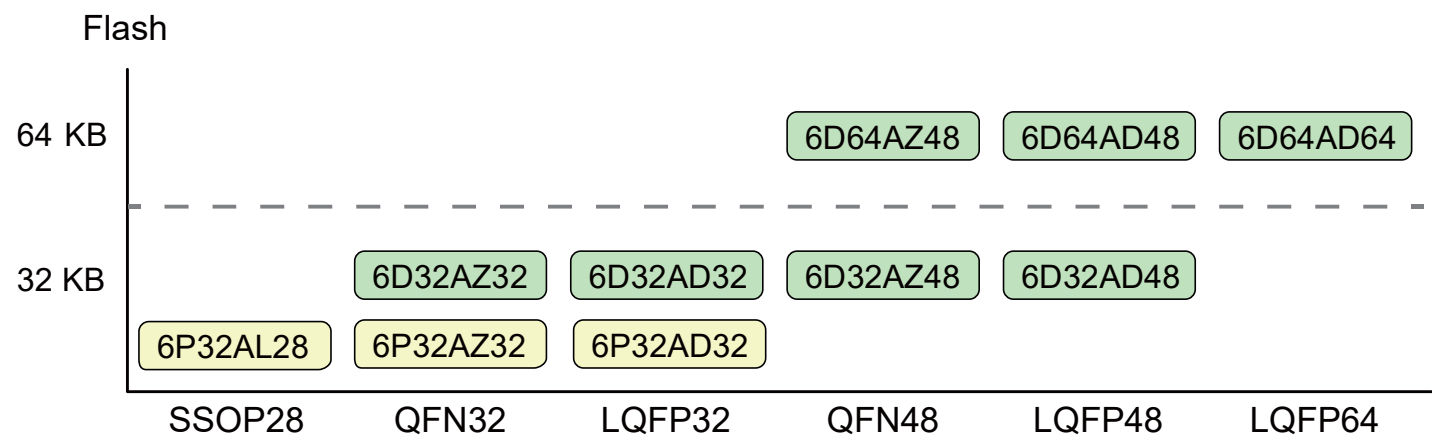 Flash
64 KB
6D64AZ48 6D64AD48 6D64AD64
32 KB
6D32AZ32 6D32AD32 6D32AZ48 6D32AD48
6P32AL28 6P32AZ32 6P32AD32
SSOP28 QFN32 LQFP32 QFN48 LQFP48 LQFP64